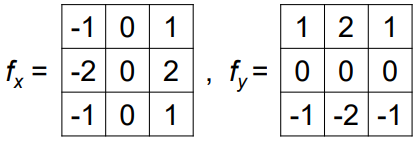 -1 0 1 1 2 1
fx = -2 0 2 , fy = 0 0 0
-1 0 1 -1 -2 -1